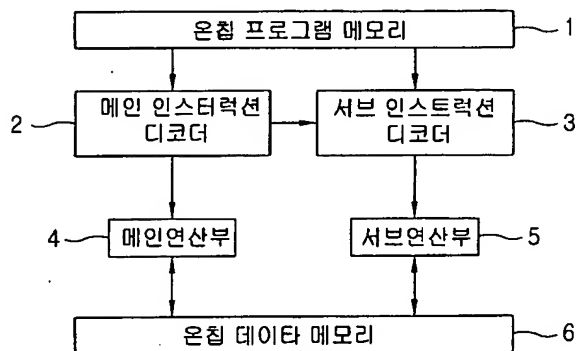 온칩 프로그램 메모리
1
메인 인스터럭션
디코더
2
서브 인스트럭션
디코더
3
4
메인연산부
서브연산부
5
온칩 데이타 메모리
6